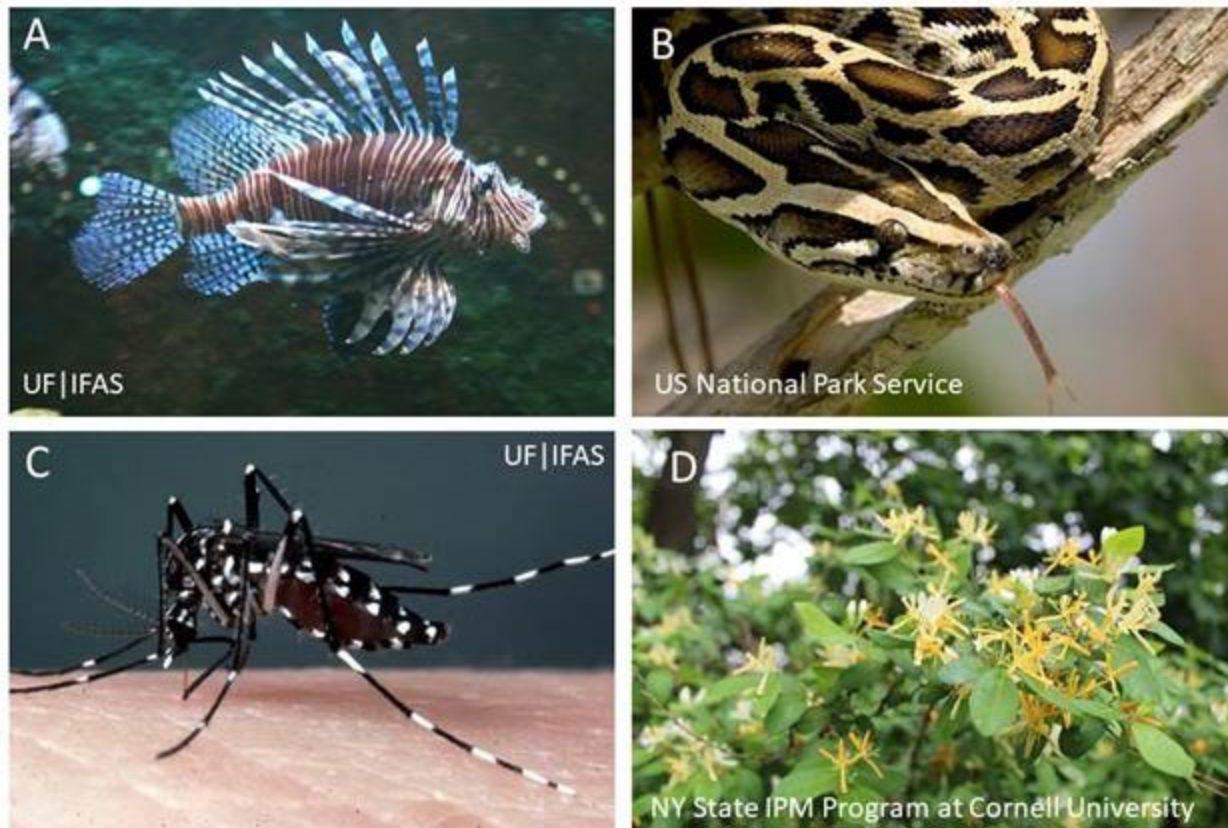 A
UF|IFAS
B
US National Park Service
C
UF|IFAS
D
NY State IPM Program at Cornell University